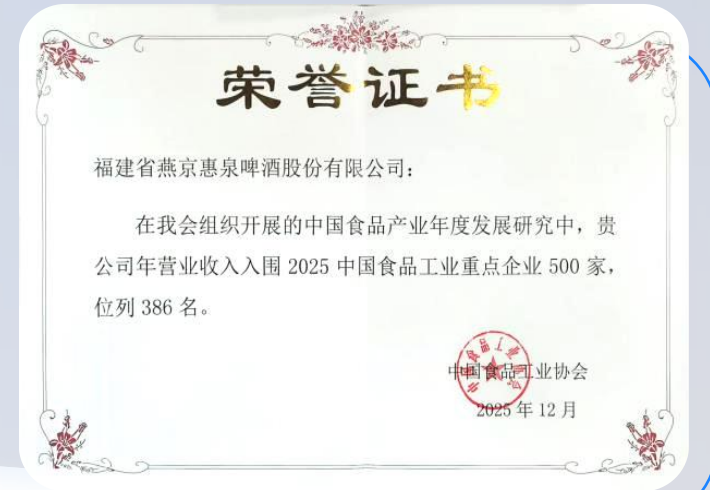 荣誉证书
福建省燕京惠泉啤酒股份有限公司：
在我会组织开展的中国食品产业年度发展研究中，贵
公司年营业收入入围 2025 中国食品工业重点企业 500 家，
位列 386 名。
中国食品工业协会
2025 年 12 月